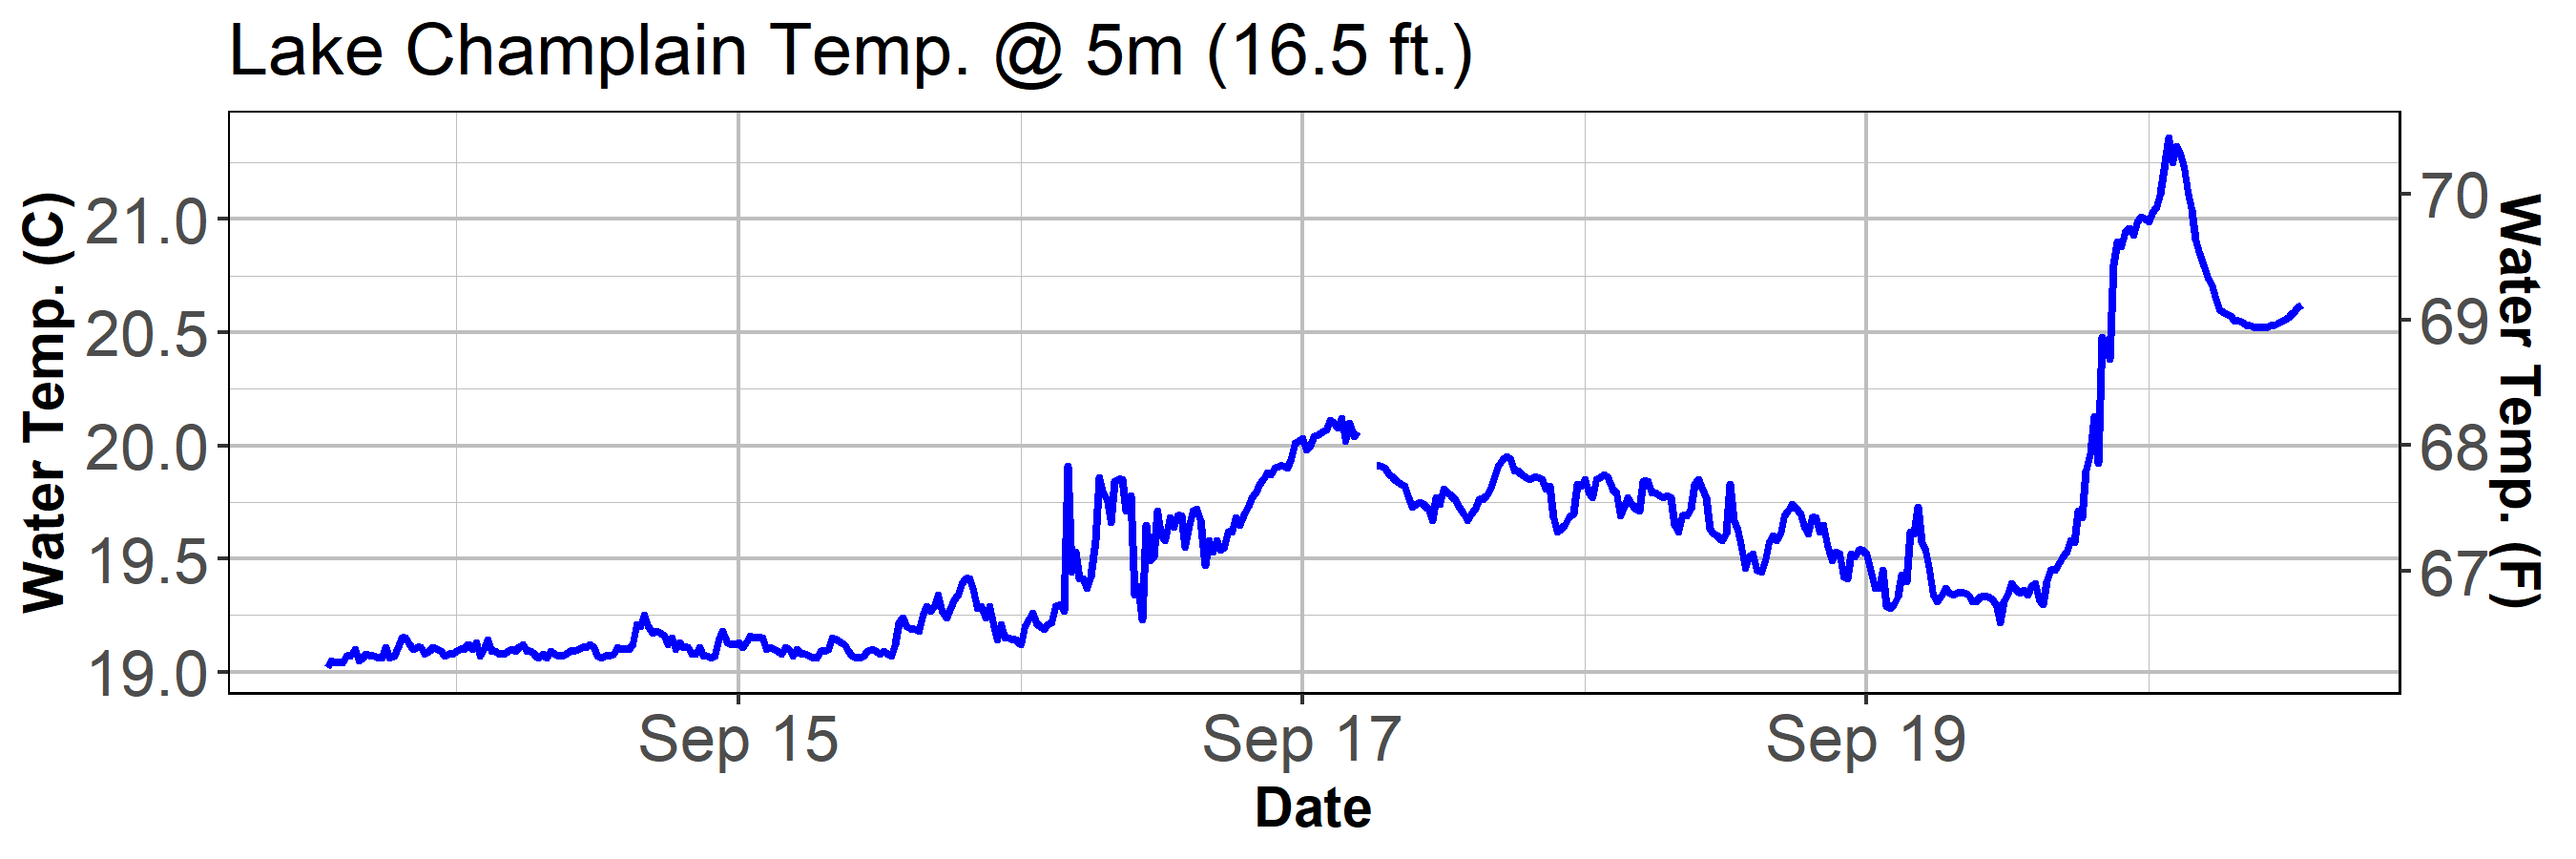 Lake Champlain Temp. @ 5m (16.5 ft.)
Water Temp. (C)
21.0
20.5
20.0
19.5
19.0
70
69
68
67
Water Temp. (F)
Sep 15 Sep 17 Sep 19
Date